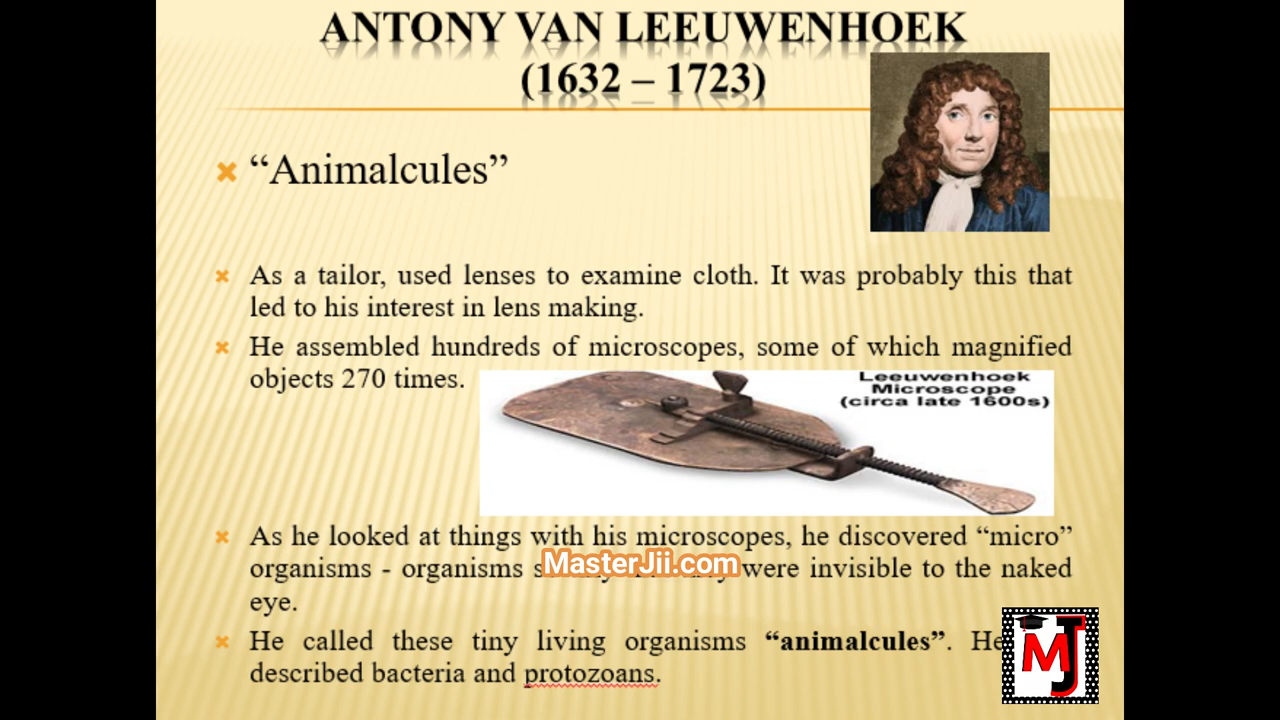 ANTONY VAN LEEUWENHOEK
(1632 – 1723)
“Animalcules”
As a tailor, used lenses to examine cloth. It was probably this that
led to his interest in lens making.
He assembled hundreds of microscopes, some of which magnified
objects 270 times.
Leeuwenhoek
Microscope
(circa late 1600s)
As he looked at things with his microscopes, he discovered “micro”
organisms - organisms were invisible to the naked
MasterJii.com
eye.
He called these tiny living organisms “animalcules”. He
described bacteria and protozoans.
MJ